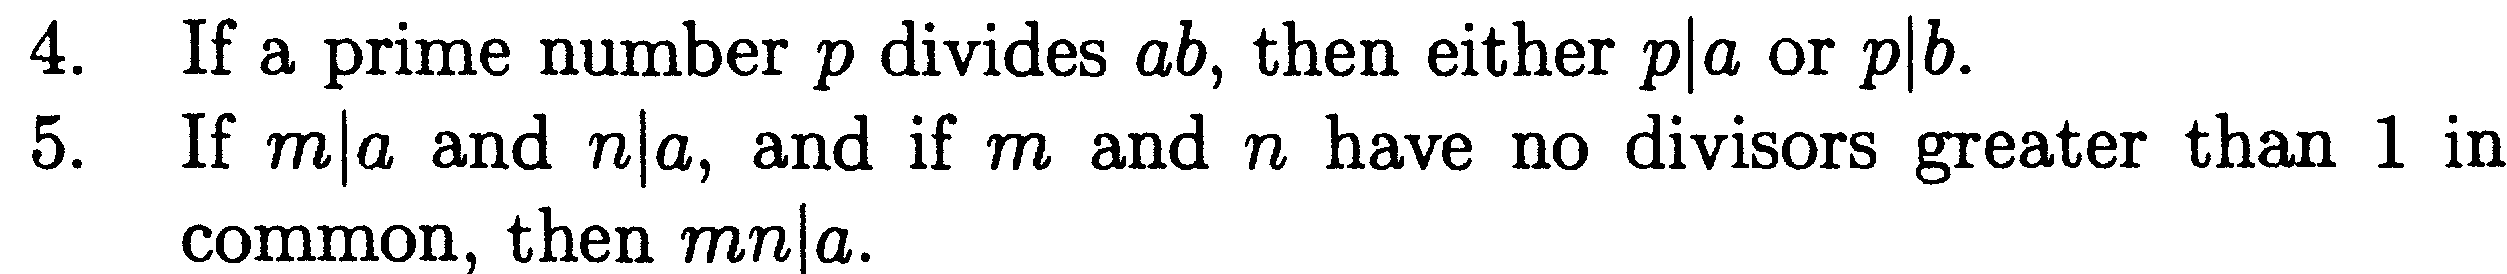 4. If a prime number p divides ab, then either p|a or p|b.
5. If m|a and n|a, and if m and n have no divisors greater than 1 in
common, then mn|a.